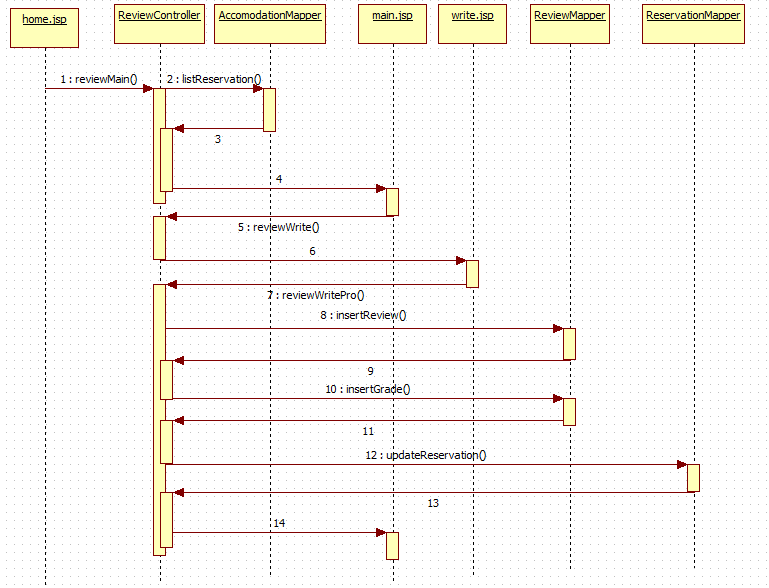 home.jsp
ReviewController
AccomodationMapper
main.jsp
write.jsp
ReviewMapper
ReservationMapper
1 : reviewMain()
2 : listReservation()
3
4
5 : reviewWrite()
6
7 : reviewWritePro()
8 : insertReview()
9
10 : insertGrade()
11
12 : updateReservation()
13
14